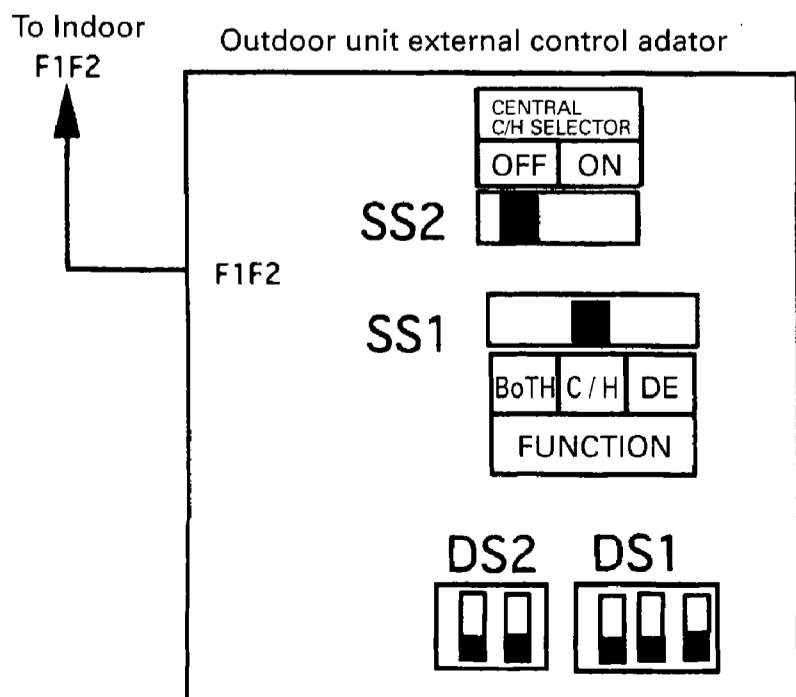 To Indoor
F1F2
Outdoor unit external control adator
CENTRAL
C/H SELECTOR
OFF ON
SS2
F1F2
SS1
BoTH C/H DE
FUNCTION
DS2 DS1